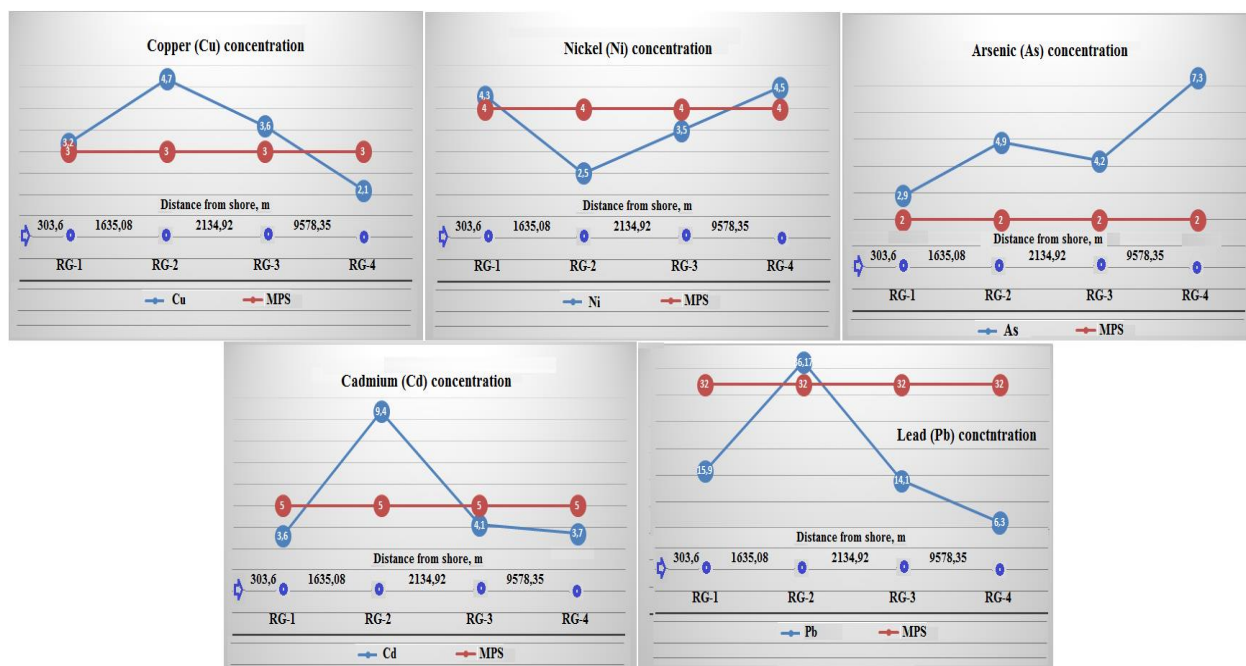 Copper (Cu) concentration
4,7
3,6
3,2
3 3 3 3
2,1
Distance from shore, m
303,6 1635,08 2134,92 9578,35
RG-1 RG-2 RG-3 RG-4
Cu MPS
Nickel (Ni) concentration
4,3 4,5
4 4 4 4
3,5
2,5
Distance from shore, m
303,6 1635,08 2134,92 9578,35
RG-1 RG-2 RG-3 RG-4
Ni MPS
Arsenic (As) concentration
7,3
4,9
4,2
2,9
2 2 2 2
Distance from shore, m
303,6 1635,08 2134,92 9578,35
RG-1 RG-2 RG-3 RG-4
As MPS
Cadmium (Cd) concentration
9,4
5 5 5 5
3,6 4,1 3,7
Distance from shore, m
303,6 1635,08 2134,92 9578,35
RG-1 RG-2 RG-3 RG-4
Cd MPS
6,17
32 32 32 32
Lead (Pb) conctntration
15,9 14,1
6,3
Distance from shore, m
303,6 1635,08 2134,92 9578,35
RG-1 RG-2 RG-3 RG-4
Pb MPS